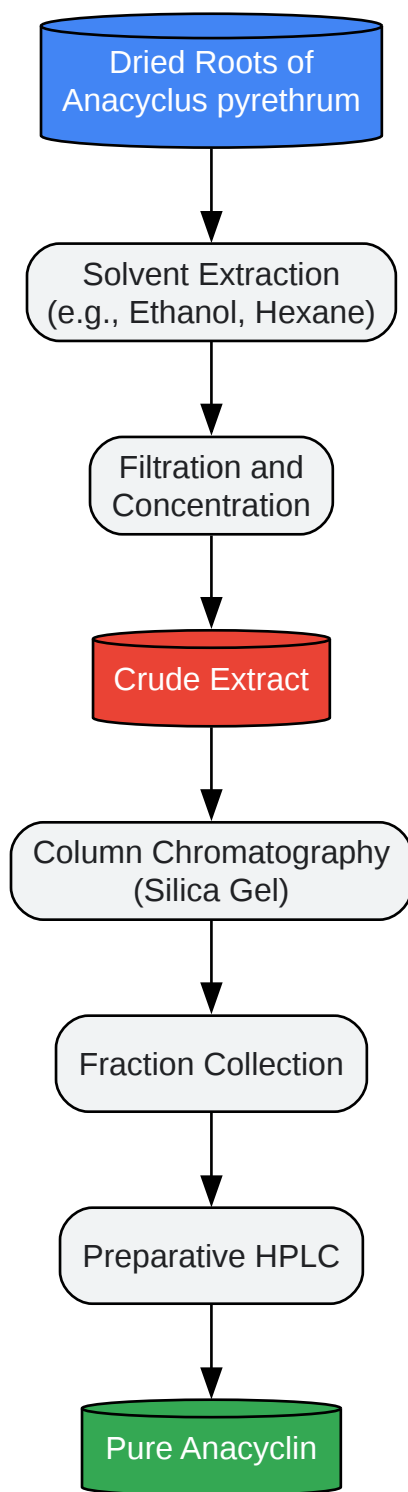 Dried Roots of
Anacyclus pyrethrum
Solvent Extraction
(e.g., Ethanol, Hexane)
Filtration and
Concentration
Crude Extract
Column Chromatography
(Silica Gel)
Fraction Collection
Preparative HPLC
Pure Anacyclin